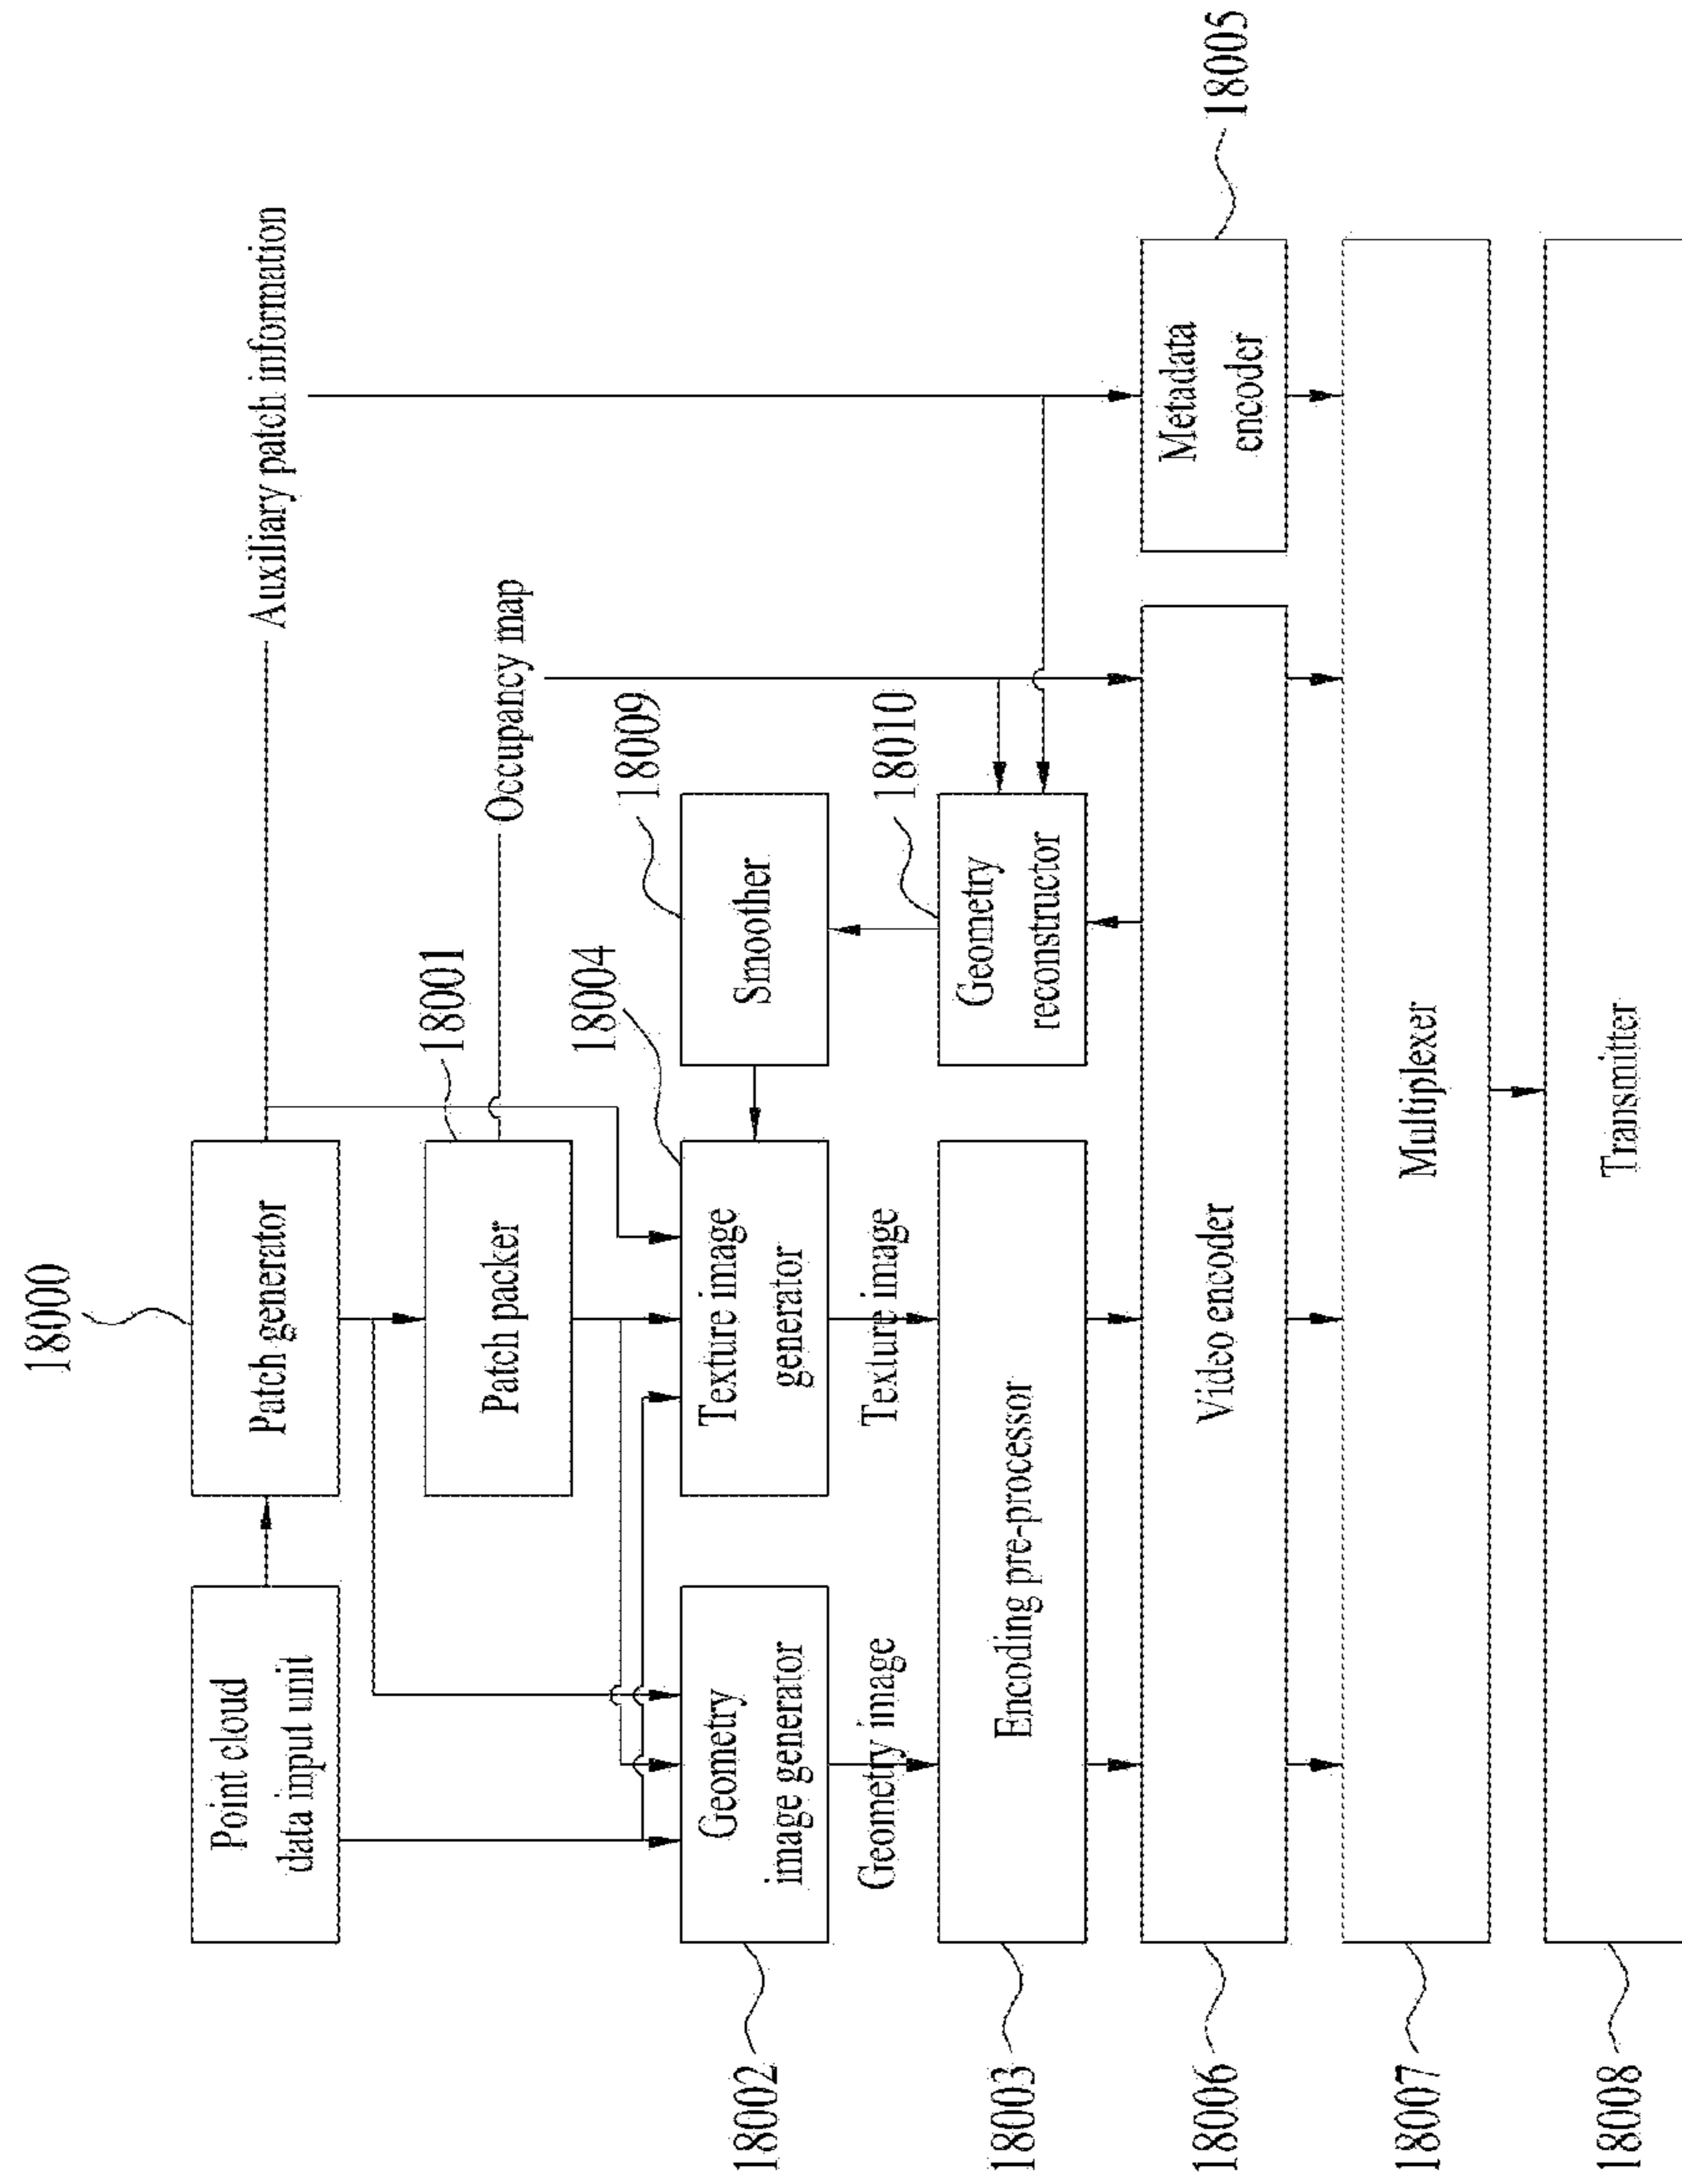 18000
Point cloud
data input unit
Patch generator
Auxiliary patch information
18001
Patch packer
Occupancy map
18004
18009
18002
Geometry
image generator
Texture image
generator
Smoother
Geometry image
Texture image
18010
18003
Encoding pre-processor
Geometry
reconstructor
18005
18006
Video encoder
Metadata
encoder
18007
Multiplexer
18008
Transmitter